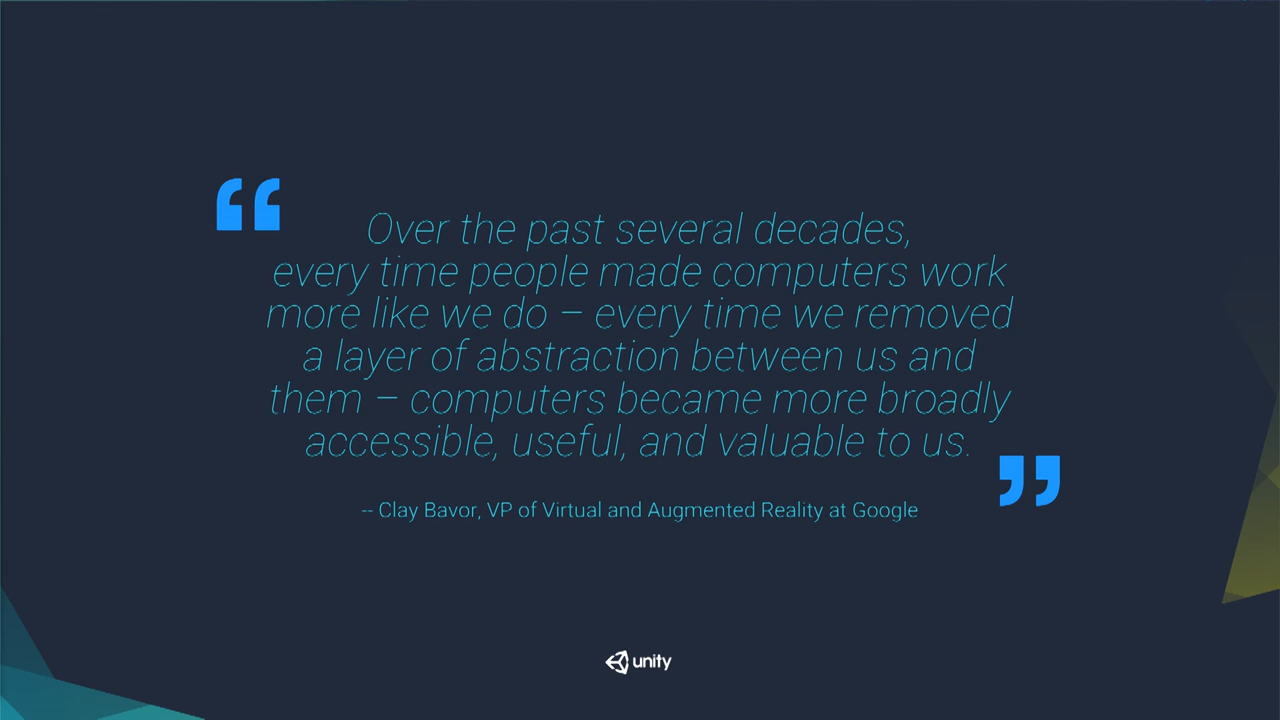 “
Over the past several decades,
every time people made computers work
more like we do – every time we removed
a layer of abstraction between us and
them – computers became more broadly
accessible, useful, and valuable to us.
”
-- Clay Bavor, VP of Virtual and Augmented Reality at Google
unity